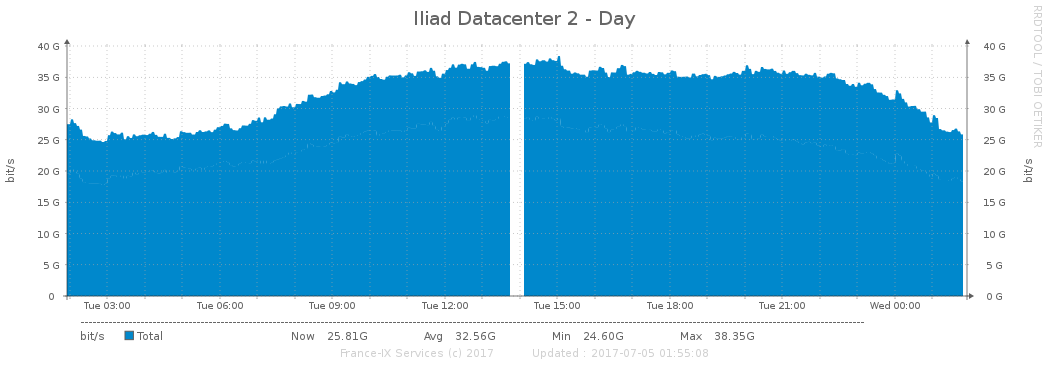 Iliad Datacenter 2 - Day
RRDTOOL / TOBI OETIKER
40 G 40 G
35 G 35 G
30 G 30 G
25 G 25 G
20 G 20 G
15 G 15 G
10 G 10 G
5 G 5 G
0 0 G
bit/s bit/s
Tue 03:00 Tue 06:00 Tue 09:00 Tue 12:00 Tue 15:00 Tue 18:00 Tue 21:00 Wed 00:00
bit/s Total Now 25.81G Avg 32.56G Min 24.60G Max 38.35G
France-IX Services (c) 2017 Updated : 2017-07-05 01:55:08